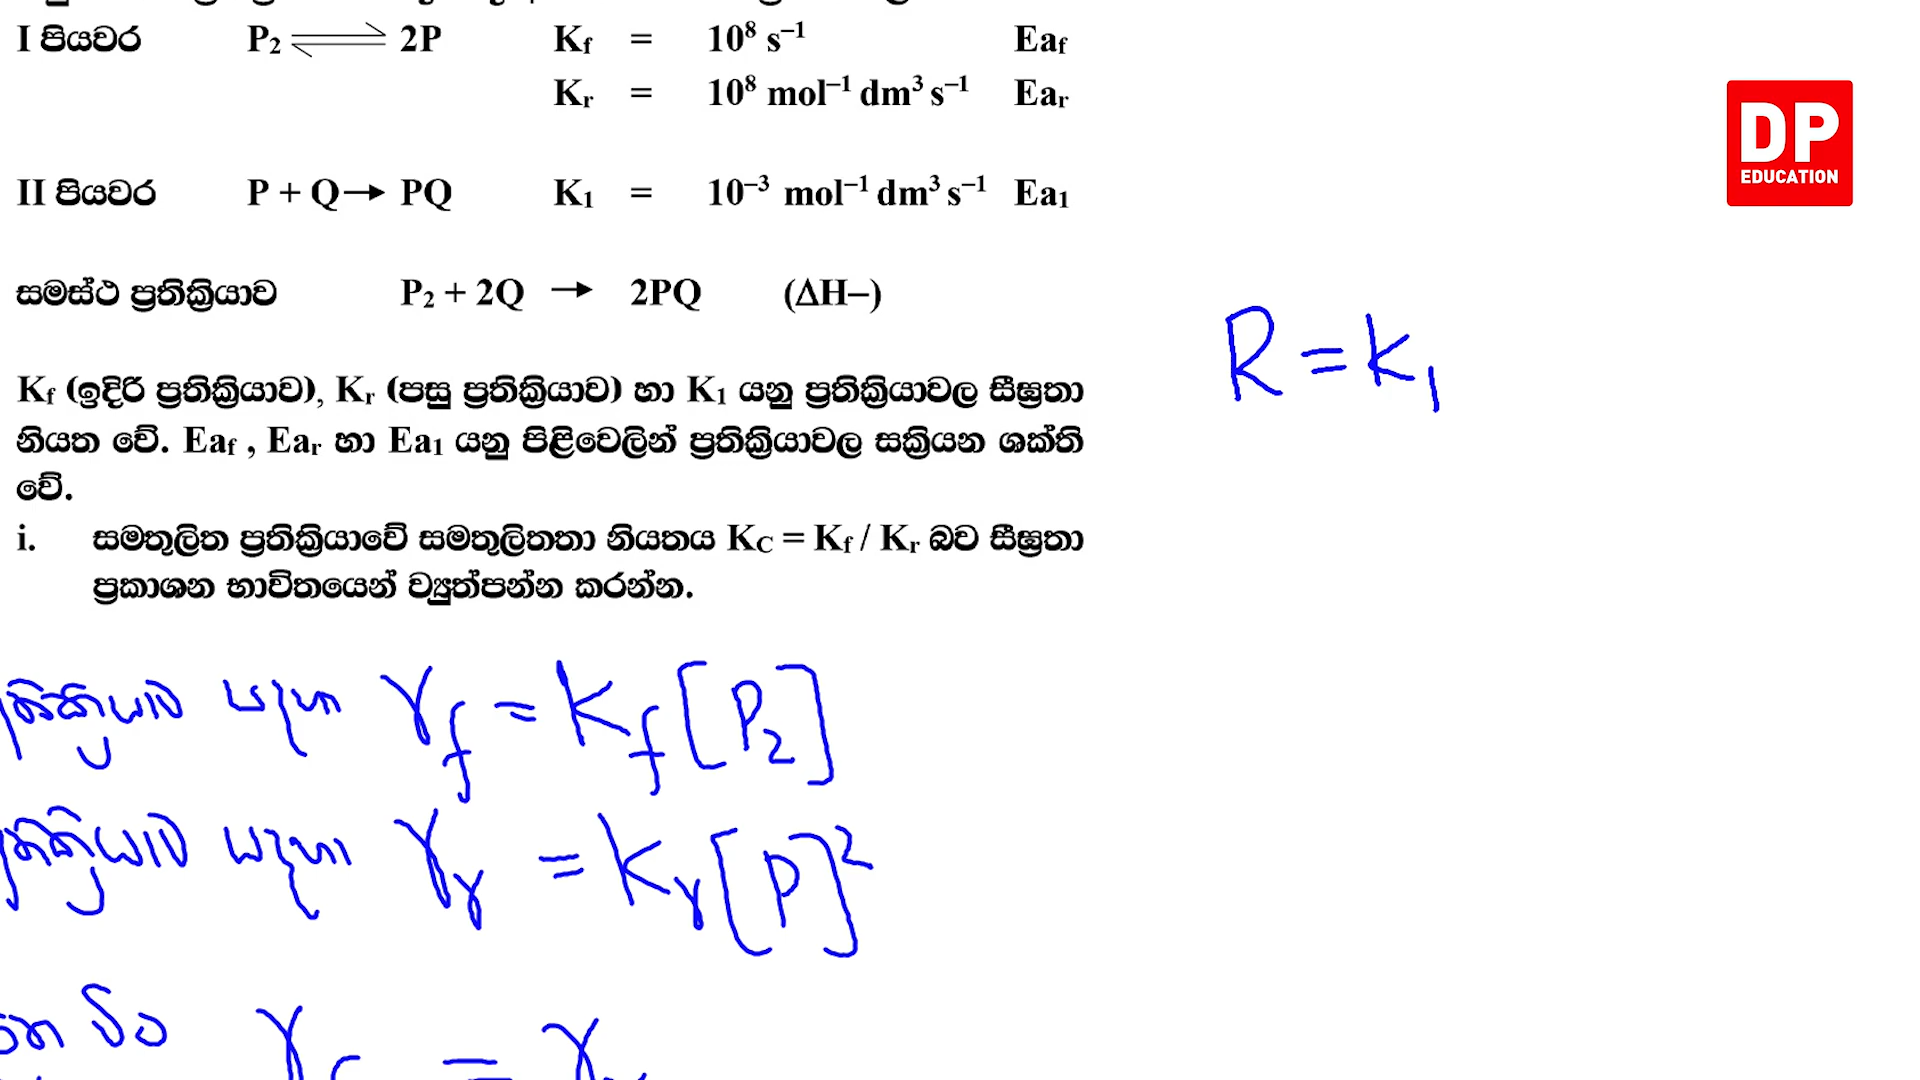 I පියවර P₂ ⇌ 2P Kf = 10⁸ s⁻¹ Eaf
Kr = 10⁸ mol⁻¹ dm³ s⁻¹ Ear
DP
EDUCATION
II පියවර P + Q → PQ K₁ = 10⁻³ mol⁻¹ dm³ s⁻¹ Ea₁
සමස්ථ ප්‍රතික්‍රියාව P₂ + 2Q → 2PQ (ΔH–)
R = k₁
Kf (ඉදිරි ප්‍රතික්‍රියාව), Kr (පසු ප්‍රතික්‍රියාව) හා K₁ යනු ප්‍රතික්‍රියාවල සීඝ්‍රතා
නියත වේ. Eaf , Ear හා Ea₁ යනු පිළිවෙලින් ප්‍රතික්‍රියාවල සක්‍රියන ශක්ති
වේ.
i. සමතුලිත ප්‍රතික්‍රියාවේ සමතුලිතතා නියතය KC = Kf / Kr බව සීඝ්‍රතා
ප්‍රකාශන භාවිතයෙන් ව්‍යුත්පන්න කරන්න.
සඳහා rf = Kf [P₂]
සඳහා rr = Kr [P]²
විට